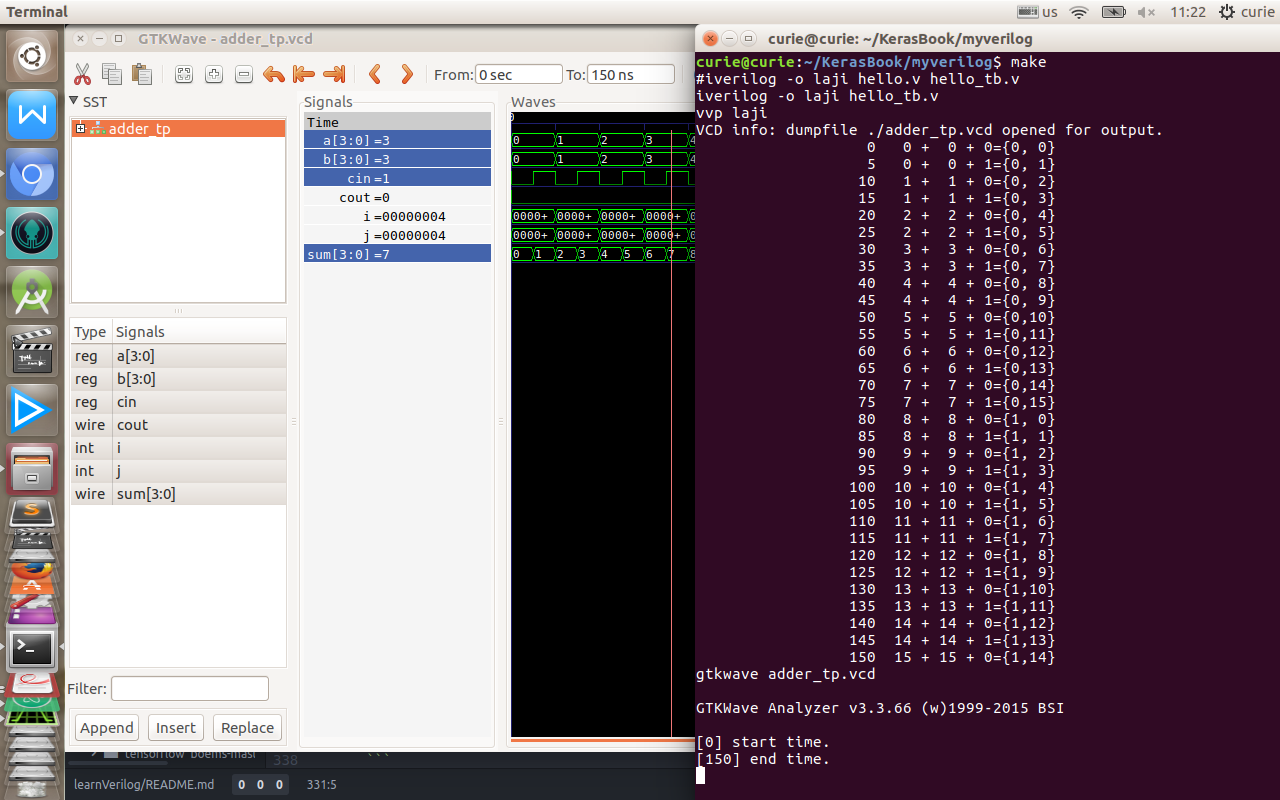 Terminal
us
11:22
curie
GTKWave - adder_tp.vcd
From: 0 sec
To: 150 ns
SST
adder_tp
Type Signals
reg a[3:0]
reg b[3:0]
reg cin
wire cout
int i
int j
wire sum[3:0]
Filter:
Append Insert Replace
Signals
Time
a[3:0]=3
b[3:0]=3
cin=1
cout=0
i=00000004
j=00000004
sum[3:0]=7
Waves
0
0 1 2 3 4
0 1 2 3 4
0000+ 0000+ 0000+ 0000+ 0
0000+ 0000+ 0000+ 0000+ 0
0 1 2 3 4 5 6 7 8
tensorflow_poems-mast
338
```
learnVerilog/README.md 0 0 0 331:5
curie@curie: ~/KerasBook/myverilog
curie@curie:~/KerasBook/myverilog$ make
#iverilog -o laji hello.v hello_tb.v
iverilog -o laji hello_tb.v
vvp laji
VCD info: dumpfile ./adder_tp.vcd opened for output.
0 0 + 0 + 0={0, 0}
5 0 + 0 + 1={0, 1}
10 1 + 1 + 0={0, 2}
15 1 + 1 + 1={0, 3}
20 2 + 2 + 0={0, 4}
25 2 + 2 + 1={0, 5}
30 3 + 3 + 0={0, 6}
35 3 + 3 + 1={0, 7}
40 4 + 4 + 0={0, 8}
45 4 + 4 + 1={0, 9}
50 5 + 5 + 0={0,10}
55 5 + 5 + 1={0,11}
60 6 + 6 + 0={0,12}
65 6 + 6 + 1={0,13}
70 7 + 7 + 0={0,14}
75 7 + 7 + 1={0,15}
80 8 + 8 + 0={1, 0}
85 8 + 8 + 1={1, 1}
90 9 + 9 + 0={1, 2}
95 9 + 9 + 1={1, 3}
100 10 + 10 + 0={1, 4}
105 10 + 10 + 1={1, 5}
110 11 + 11 + 0={1, 6}
115 11 + 11 + 1={1, 7}
120 12 + 12 + 0={1, 8}
125 12 + 12 + 1={1, 9}
130 13 + 13 + 0={1,10}
135 13 + 13 + 1={1,11}
140 14 + 14 + 0={1,12}
145 14 + 14 + 1={1,13}
150 15 + 15 + 0={1,14}
gtkwave adder_tp.vcd
GTKWave Analyzer v3.3.66 (w)1999-2015 BSI
[0] start time.
[150] end time.